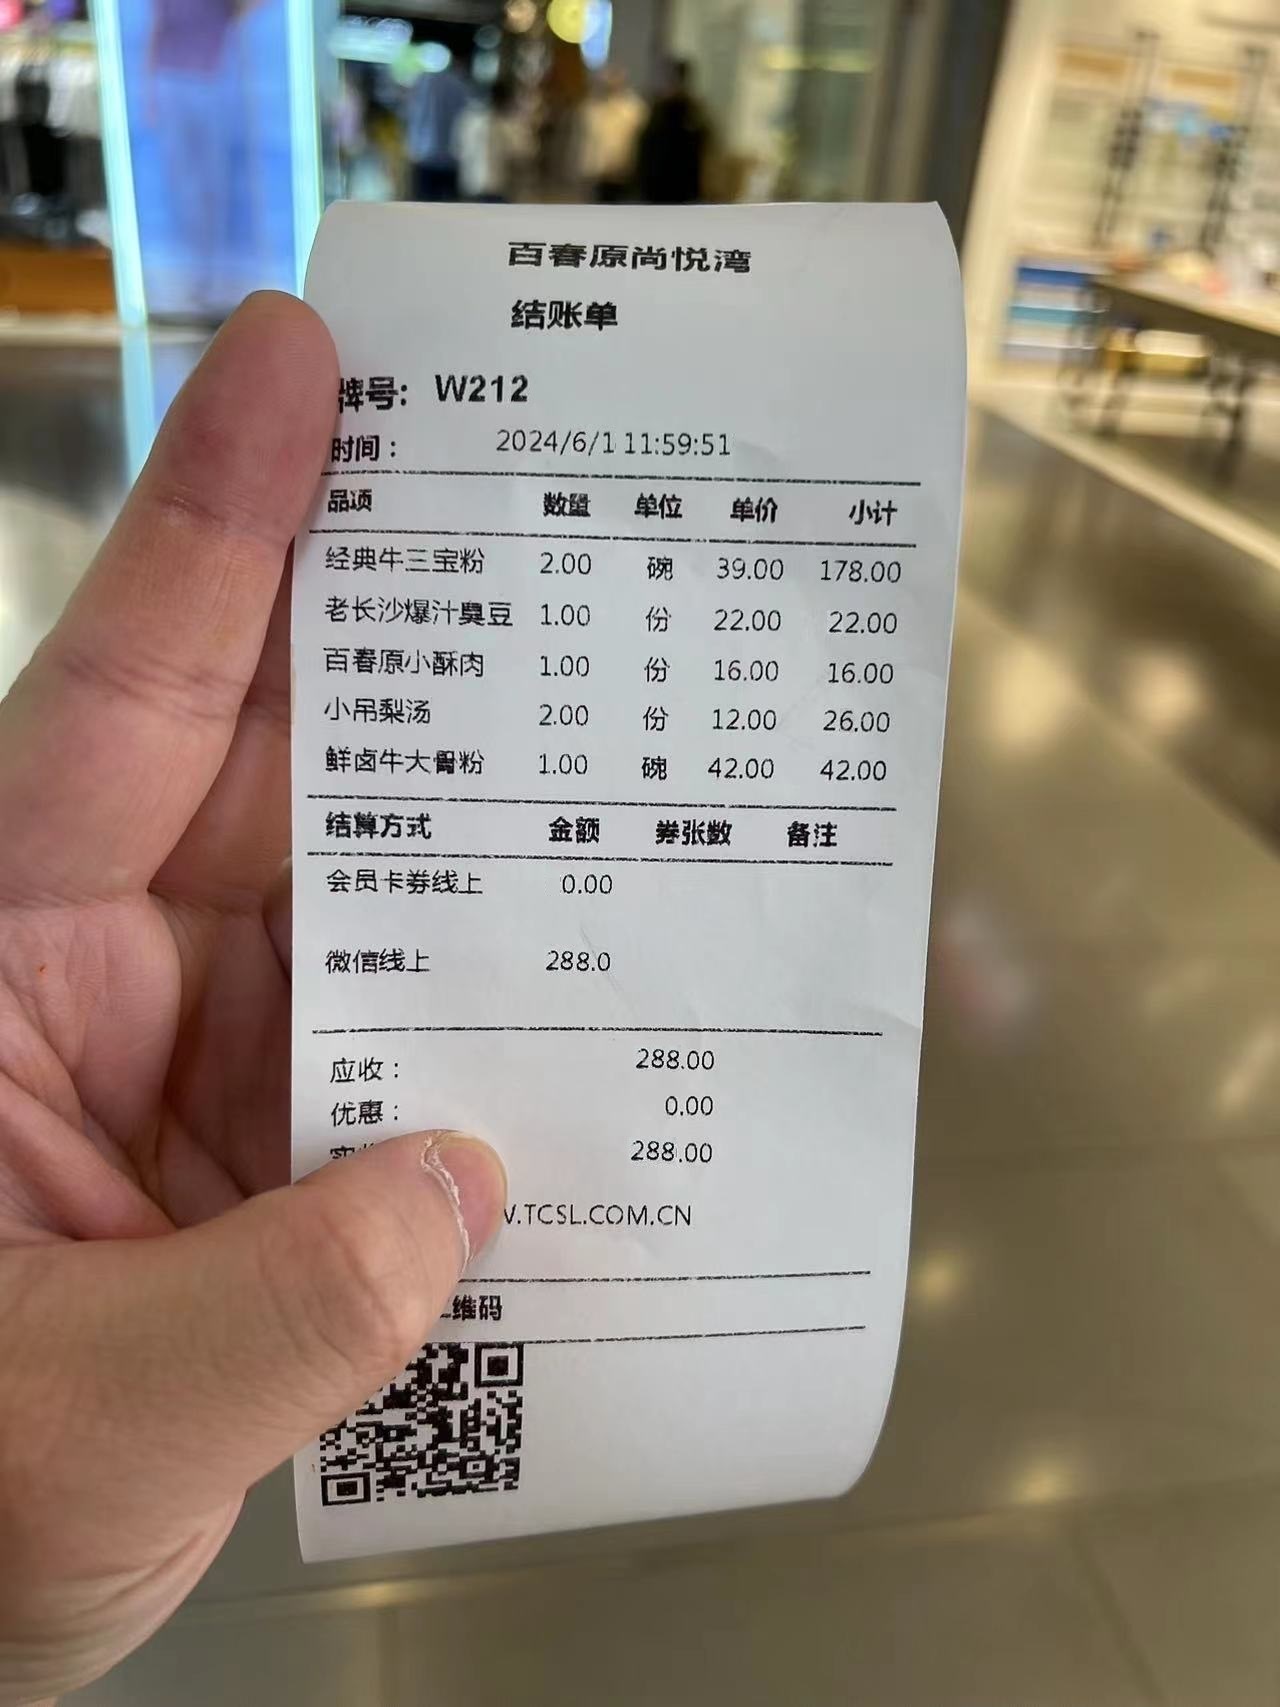 百春原尚悦湾
结账单
牌号: W212
时间： 2024/6/1 11:59:51
品项 数量 单位 单价 小计
经典牛三宝粉 2.00 碗 39.00 178.00
老长沙爆汁臭豆 1.00 份 22.00 22.00
百春原小酥肉 1.00 份 16.00 16.00
小吊梨汤 2.00 份 12.00 26.00
鲜卤牛大骨粉 1.00 碗 42.00 42.00
结算方式 金额 券张数 备注
会员卡券线上 0.00
微信线上 288.0
应收： 288.00
优惠： 0.00
288.00
.TCSL.COM.CN
维码